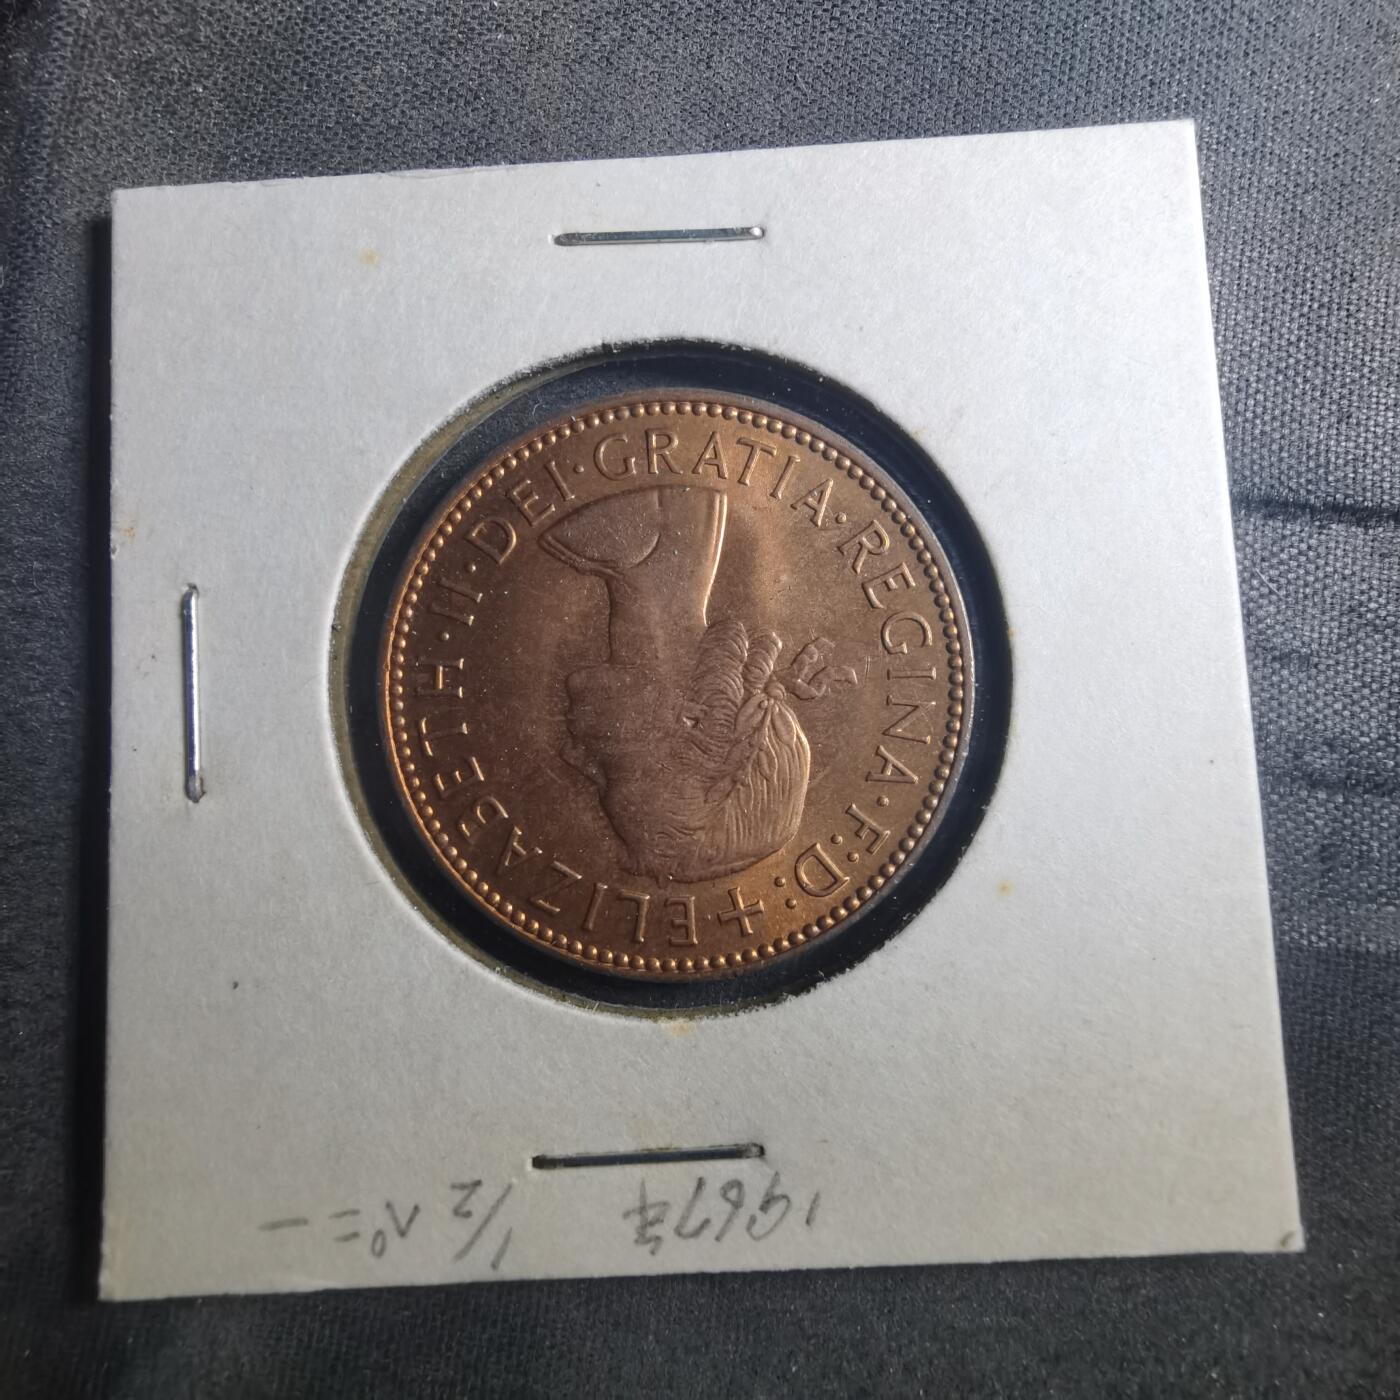 +ELIZABETH·II·DEI·GRATIA·REGINA·F:D:
1967年 1/2 ペニー